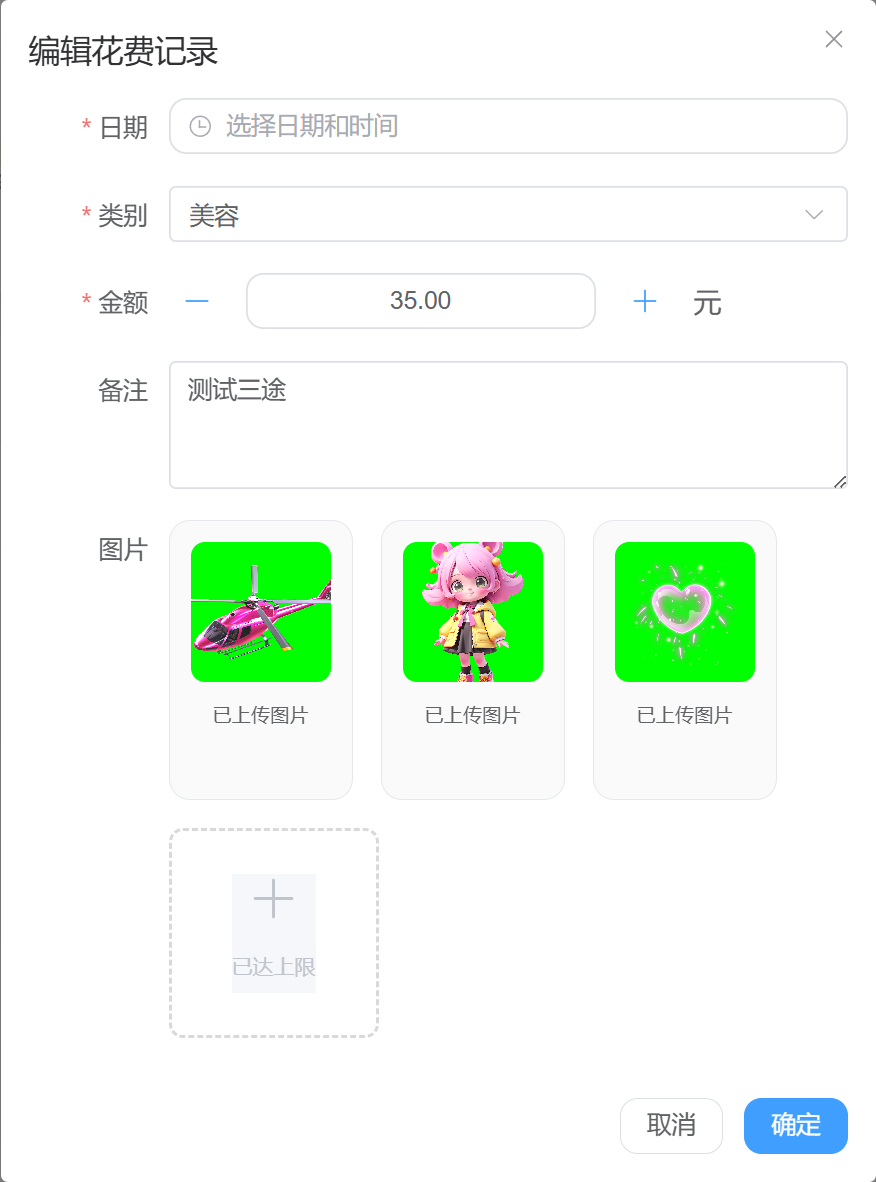 编辑花费记录
* 日期 选择日期和时间
* 类别 美容
* 金额 35.00 元
备注 测试三途
图片
已上传图片 已上传图片 已上传图片
已达上限
取消 确定